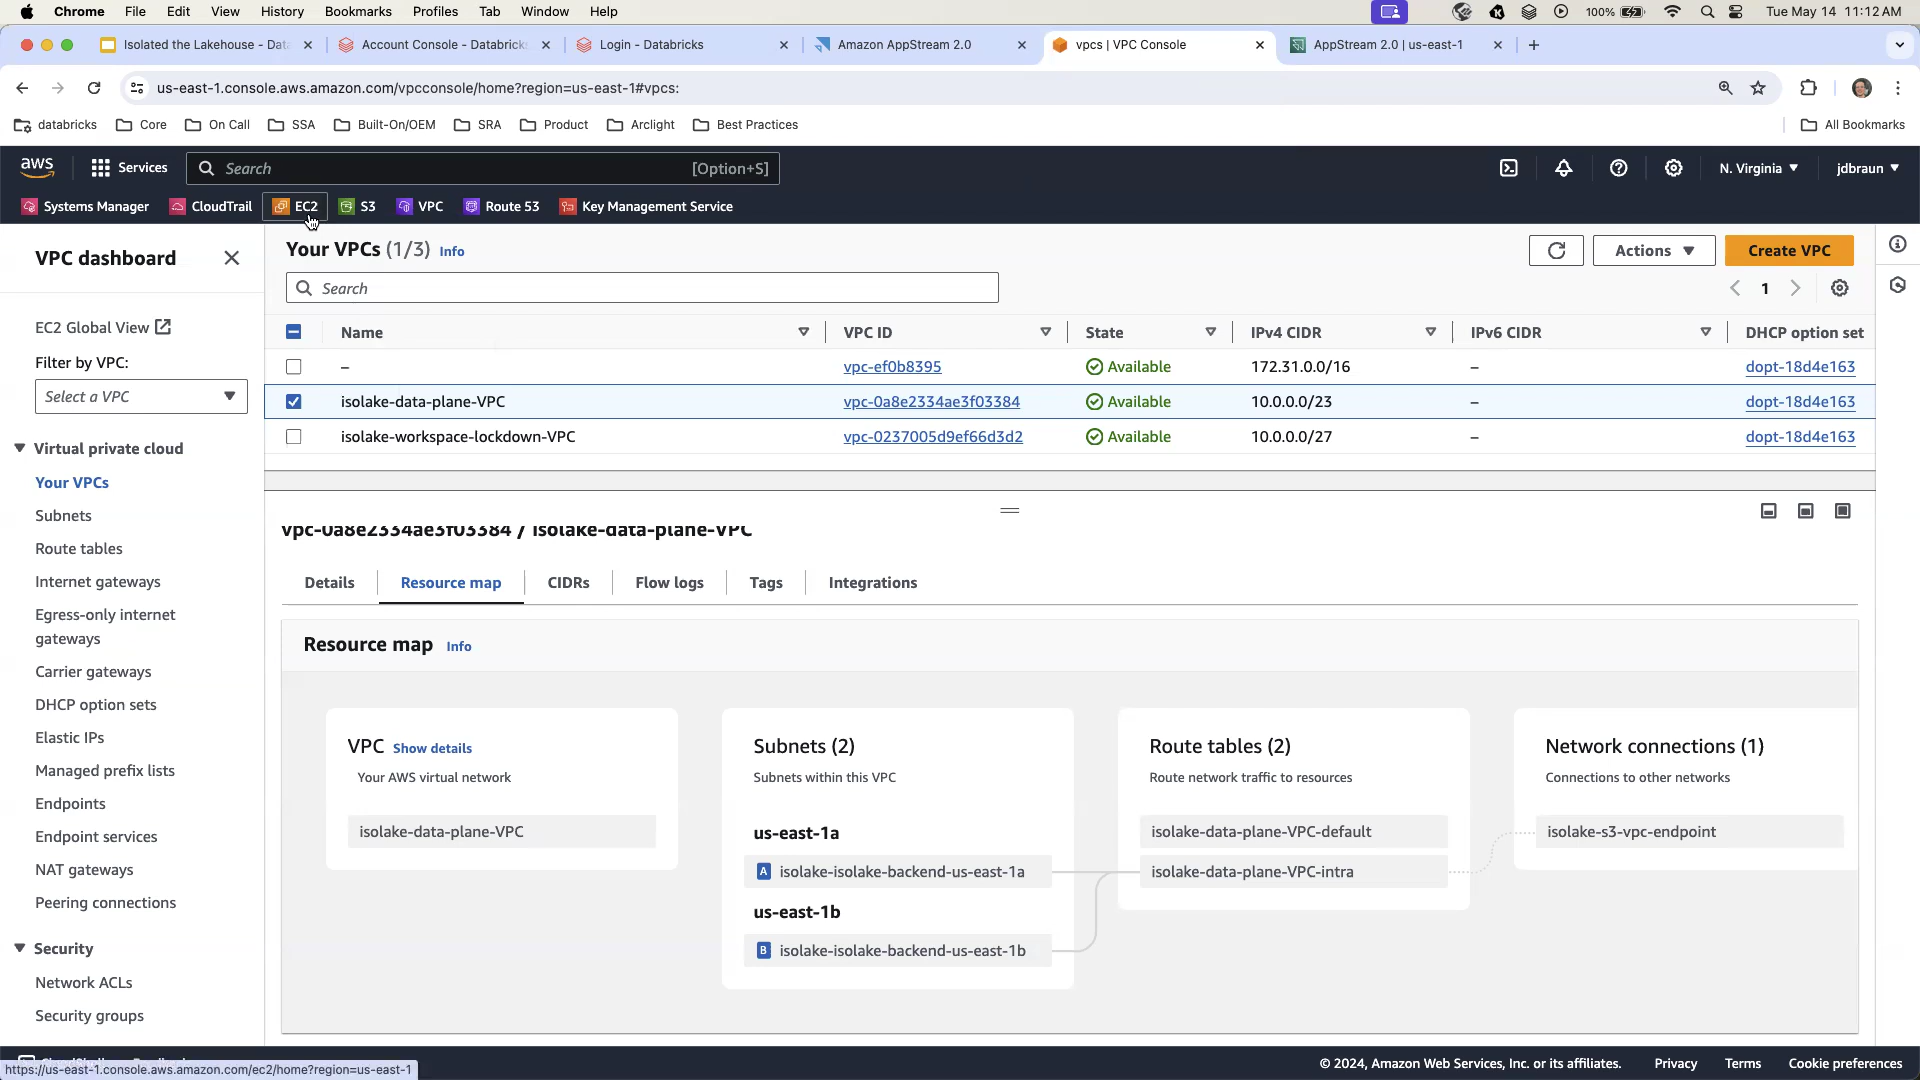 Chrome File Edit View History Bookmarks Profiles Tab Window Help 100% Tue May 14 11:12 AM
Isolated the Lakehouse - Data Account Console - Databricks Login - Databricks Amazon AppStream 2.0 vpcs | VPC Console AppStream 2.0 | us-east-1
us-east-1.console.aws.amazon.com/vpcconsole/home?region=us-east-1#vpcs:
databricks Core On Call SSA Built-On/OEM SRA Product Arclight Best Practices All Bookmarks
aws Services Search [Option+S] N. Virginia jdbraun
Systems Manager CloudTrail EC2 S3 VPC Route 53 Key Management Service
VPC dashboard
EC2 Global View
Filter by VPC:
Select a VPC
Virtual private cloud
Your VPCs
Subnets
Route tables
Internet gateways
Egress-only internet
gateways
Carrier gateways
DHCP option sets
Elastic IPs
Managed prefix lists
Endpoints
Endpoint services
NAT gateways
Peering connections
Security
Network ACLs
Security groups
Your VPCs (1/3) Info
Actions Create VPC
Search
1
Name VPC ID State IPv4 CIDR IPv6 CIDR DHCP option set
– vpc-ef0b8395 Available 172.31.0.0/16 – dopt-18d4e163
isolake-data-plane-VPC vpc-0a8e2334ae3f03384 Available 10.0.0.0/23 – dopt-18d4e163
isolake-workspace-lockdown-VPC vpc-0237005d9ef66d3d2 Available 10.0.0.0/27 – dopt-18d4e163
vpc-0a8e2334ae3f03384 / isolake-data-plane-VPC
Details Resource map CIDRs Flow logs Tags Integrations
Resource map Info
VPC Show details
Your AWS virtual network
isolake-data-plane-VPC
Subnets (2)
Subnets within this VPC
us-east-1a
A isolake-isolake-backend-us-east-1a
us-east-1b
B isolake-isolake-backend-us-east-1b
Route tables (2)
Route network traffic to resources
isolake-data-plane-VPC-default
isolake-data-plane-VPC-intra
Network connections (1)
Connections to other networks
isolake-s3-vpc-endpoint
https://us-east-1.console.aws.amazon.com/ec2/home?region=us-east-1
© 2024, Amazon Web Services, Inc. or its affiliates. Privacy Terms Cookie preferences